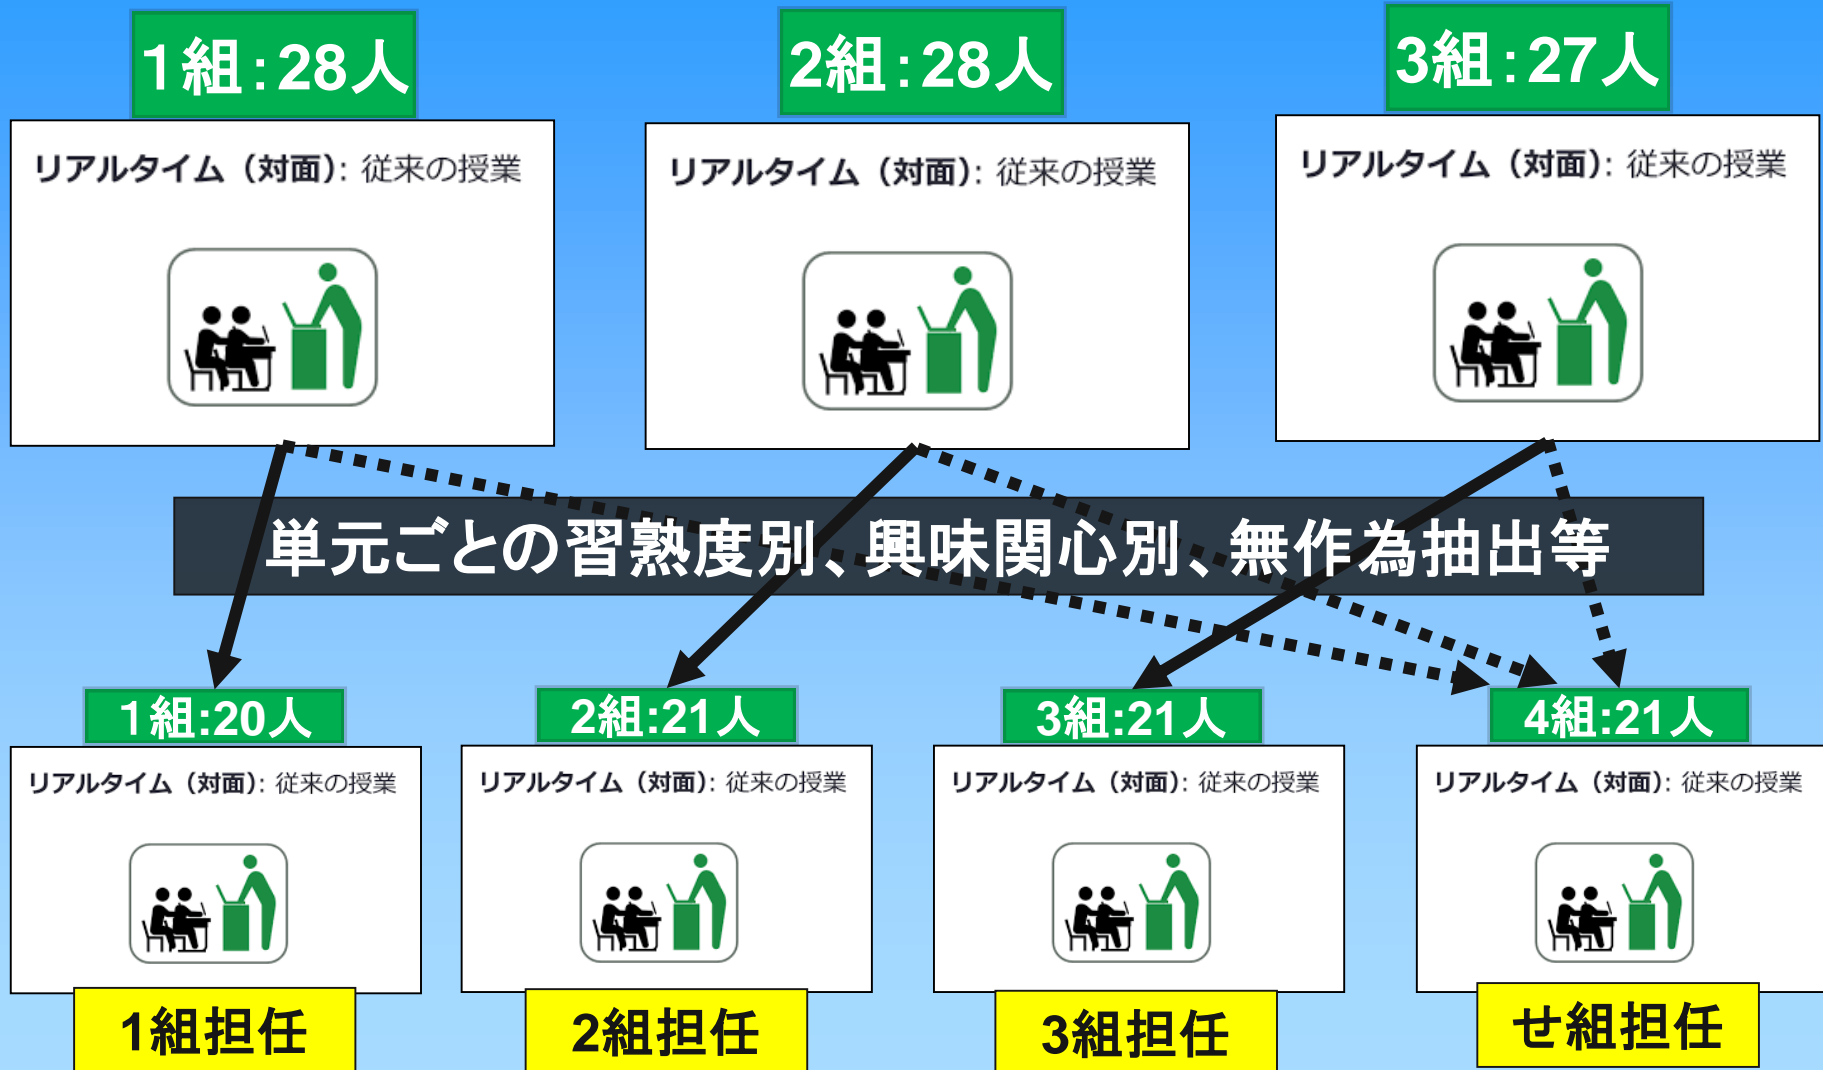 1組:28人
2組:28人
3組:27人
リアルタイム（対面）: 従来の授業
リアルタイム（対面）: 従来の授業
リアルタイム（対面）: 従来の授業
単元ごとの習熟度別、興味関心別、無作為抽出等
1組:20人
2組:21人
3組:21人
4組:21人
リアルタイム（対面）: 従来の授業
リアルタイム（対面）: 従来の授業
リアルタイム（対面）: 従来の授業
リアルタイム（対面）: 従来の授業
1組担任
2組担任
3組担任
せ組担任